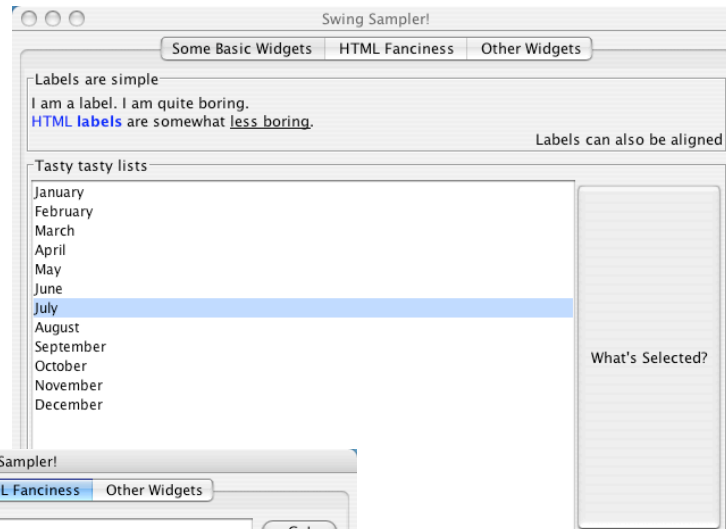 Swing Sampler!
Some Basic Widgets HTML Fanciness Other Widgets
Labels are simple
I am a label. I am quite boring.
HTML labels are somewhat less boring.
Labels can also be aligned
Tasty tasty lists
January
February
March
April
May
June
July
August
September
October
November
December
What's Selected?
Sampler!
L Fanciness Other Widgets